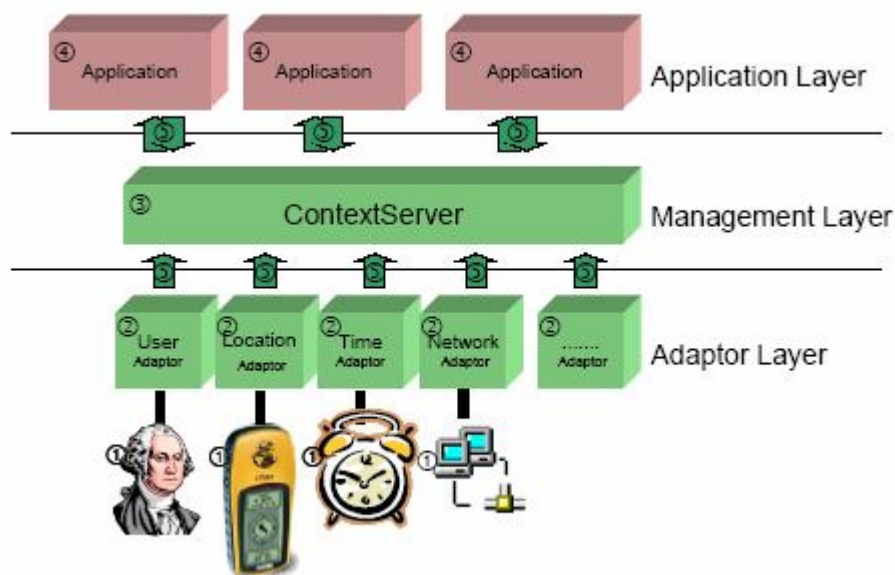 ④ Application
④ Application
④ Application
Application Layer
⑤ ⑤ ⑤
③ ContextServer
Management Layer
⑤ ⑤ ⑤ ⑤ ⑤
② User
Adaptor
② Location
Adaptor
② Time
Adaptor
② Network
Adaptor
② .......
Adaptor
Adaptor Layer
① ① ① ①